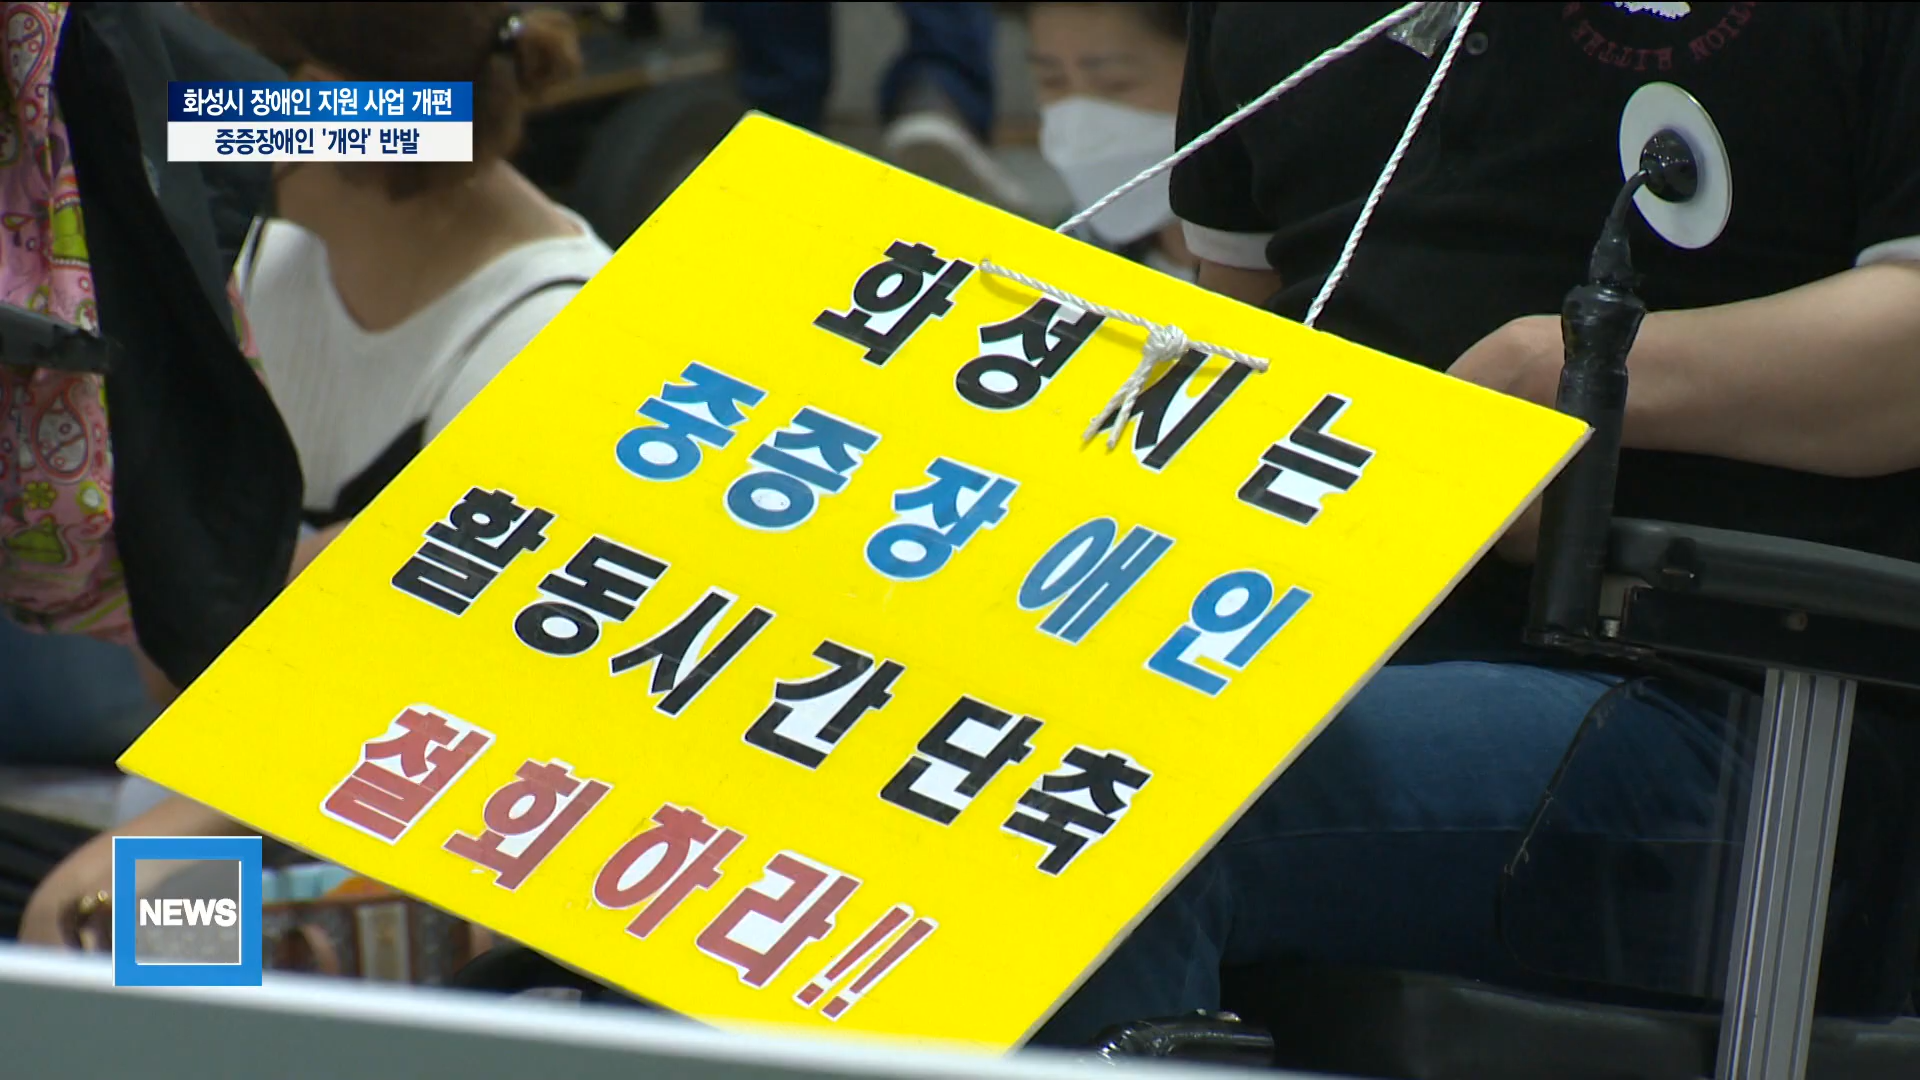 화성시 장애인 지원 사업 개편
중증장애인 '개악' 반발
화성시는
중증장애인
활동시간단축
철회하라!!
NEWS